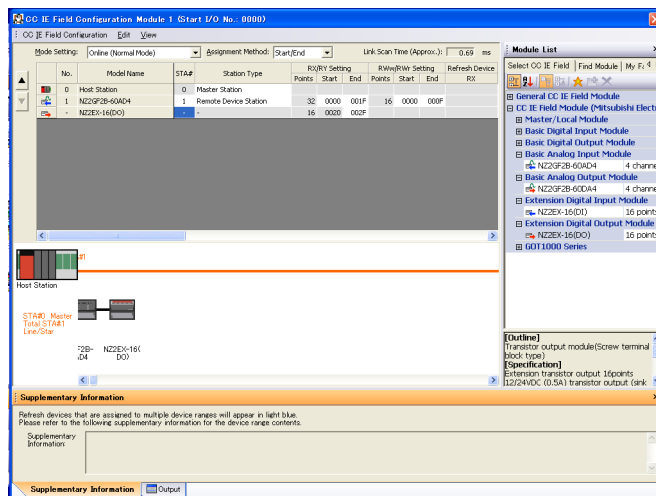 CC IE Field Configuration Module 1 (Start I/O No.: 0000)
CC IE Field Configuration Edit View
Mode Setting: Online (Normal Mode) Assignment Method: Start/End Link Scan Time (Approx.): 0.69 ms
No. Model Name STA# Station Type RX/RY Setting RWw/RWr Setting Refresh Device
Points Start End Points Start End RX
0 Host Station 0 Master Station
1 NZ2GF2B-60AD4 1 Remote Device Station 32 0000 001F 16 0000 000F
- NZ2EX-16(DO) - - 16 0020 002F
#1
Host Station
STA#0 Master
Total STA#1
Line/Star
F2B- NZ2EX-16(
D4 DO)
Module List
Select CC IE Field Find Module My F
General CC IE Field Module
CC IE Field Module (Mitsubishi Electr
Master/Local Module
Basic Digital Input Module
Basic Digital Output Module
Basic Analog Input Module
NZ2GF2B-60AD4 4 channe
Basic Analog Output Module
NZ2GF2B-60DA4 4 channe
Extension Digital Input Module
NZ2EX-16(DI) 16 points
Extension Digital Output Module
NZ2EX-16(DO) 16 points
GOT1000 Series
[Outline]
Transistor output module(Screw terminal
block type)
[Specification]
Extension transistor output 16points
12/24VDC (0.5A) transistor output (sink
Supplementary Information
Refresh devices that are assigned to multiple device ranges will appear in light blue.
Please refer to the following supplementary information for the device range contents.
Supplementary
Information:
Supplementary Information Output